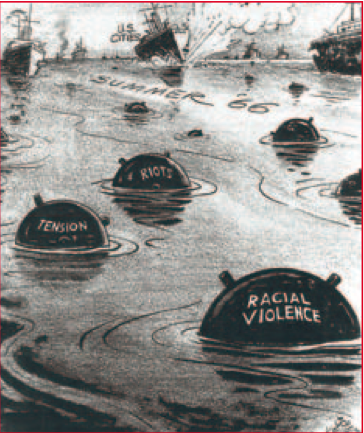 U.S.
CITIES
SUMMER '66
RIOTS
TENSION
RACIAL
VIOLENCE